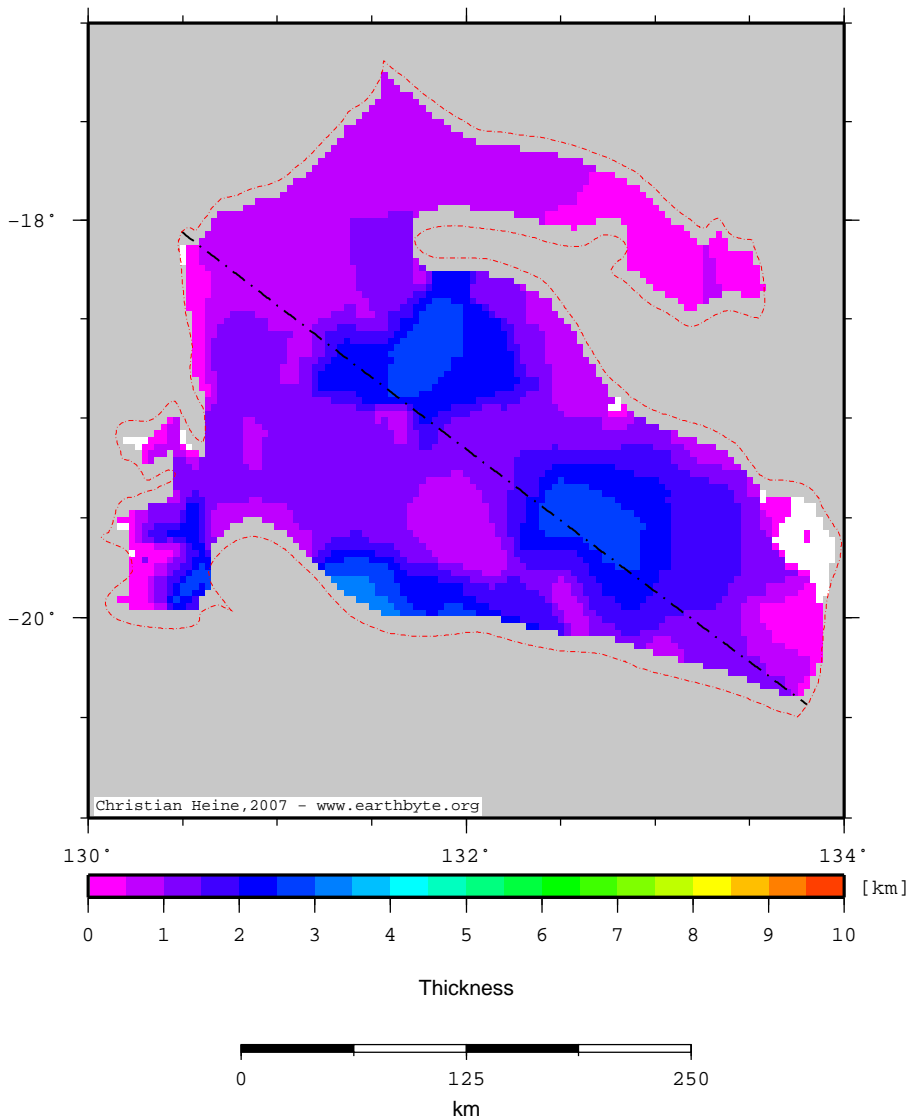 -18°
-20°
Christian Heine,2007 - www.earthbyte.org
130° 132° 134°
[km]
0 1 2 3 4 5 6 7 8 9 10
Thickness
0 125 250
km